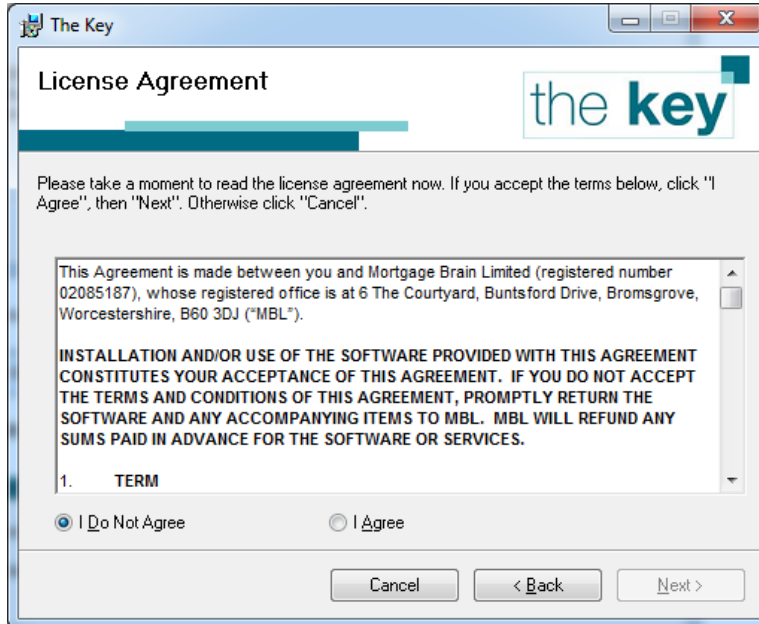 The Key
License Agreement
the key
Please take a moment to read the license agreement now. If you accept the terms below, click "I
Agree", then "Next". Otherwise click "Cancel".
This Agreement is made between you and Mortgage Brain Limited (registered number
02085187), whose registered office is at 6 The Courtyard, Buntsford Drive, Bromsgrove,
Worcestershire, B60 3DJ (“MBL”).
INSTALLATION AND/OR USE OF THE SOFTWARE PROVIDED WITH THIS AGREEMENT
CONSTITUTES YOUR ACCEPTANCE OF THIS AGREEMENT. IF YOU DO NOT ACCEPT
THE TERMS AND CONDITIONS OF THIS AGREEMENT, PROMPTLY RETURN THE
SOFTWARE AND ANY ACCOMPANYING ITEMS TO MBL. MBL WILL REFUND ANY
SUMS PAID IN ADVANCE FOR THE SOFTWARE OR SERVICES.
1. TERM
I Do Not Agree I Agree
Cancel < Back Next >